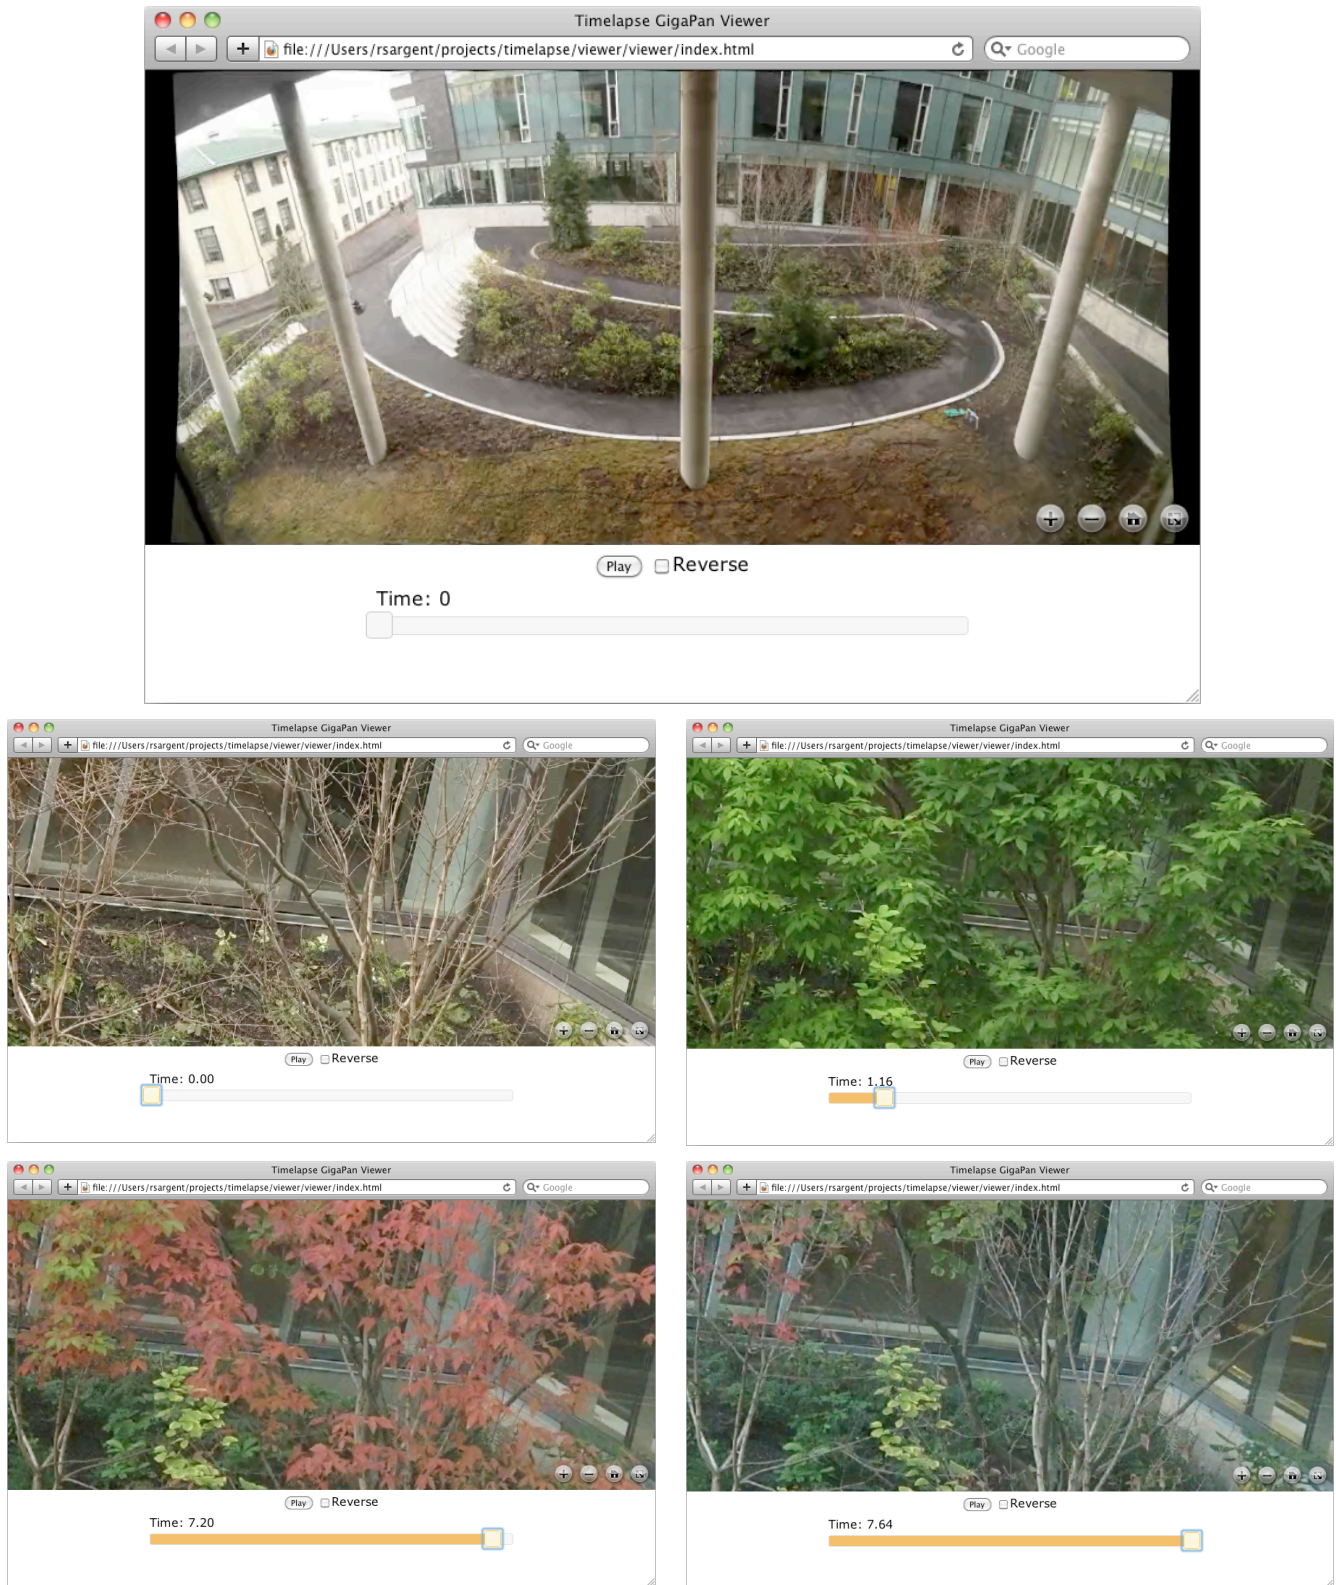 Timelapse GigaPan Viewer
file:///Users/rsargent/projects/timelapse/viewer/viewer/index.html
Google
Play Reverse
Time: 0
Timelapse GigaPan Viewer
file:///Users/rsargent/projects/timelapse/viewer/viewer/index.html
Google
Play Reverse
Time: 0.00
Timelapse GigaPan Viewer
file:///Users/rsargent/projects/timelapse/viewer/viewer/index.html
Google
Play Reverse
Time: 1.16
Timelapse GigaPan Viewer
file:///Users/rsargent/projects/timelapse/viewer/viewer/index.html
Google
Play Reverse
Time: 7.20
Timelapse GigaPan Viewer
file:///Users/rsargent/projects/timelapse/viewer/viewer/index.html
Google
Play Reverse
Time: 7.64